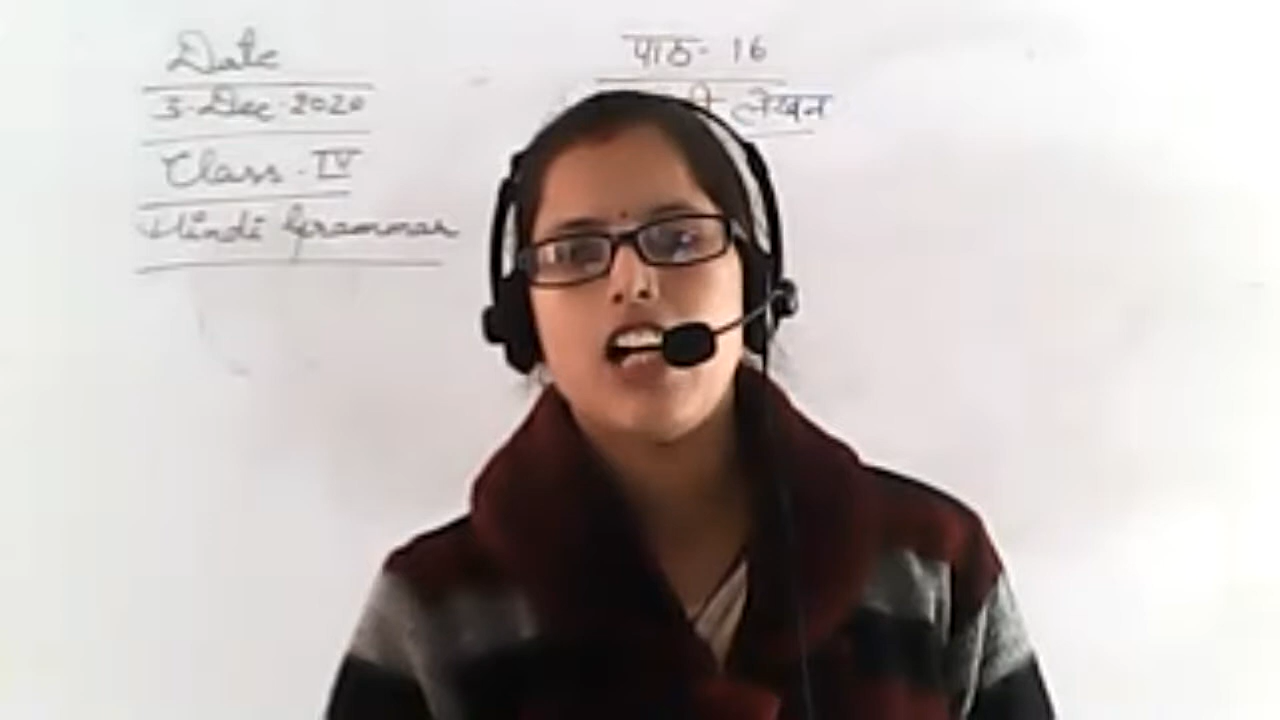 Date
3-Dec-2020
Class-IV
Hindi Grammar
पाठ- 16
लेखन